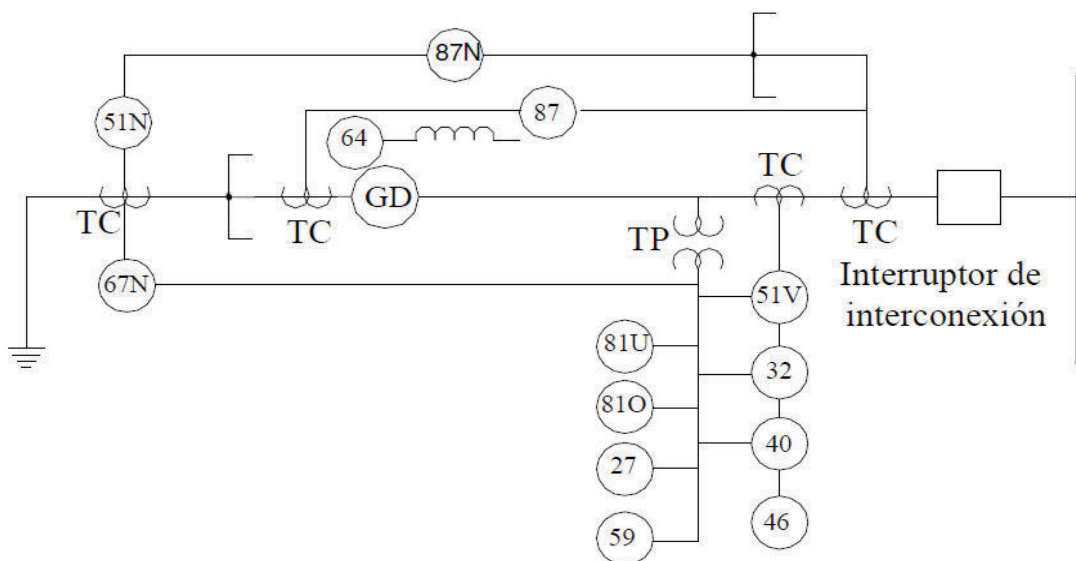 87N
51N
87
64
TC
GD
TC
TC
TP
TC
67N
51V
Interruptor de
interconexión
81U
32
81O
40
27
46
59